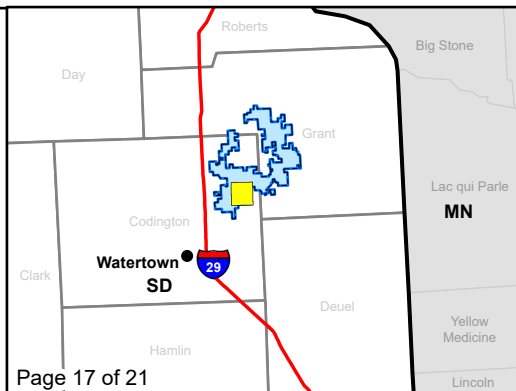 Roberts
Big Stone
Day
Grant
Lac qui Parle
MN
Codington
Watertown
29
SD
Clark
Deuel
Yellow
Medicine
Hamlin
Page 17 of 21
Lincoln